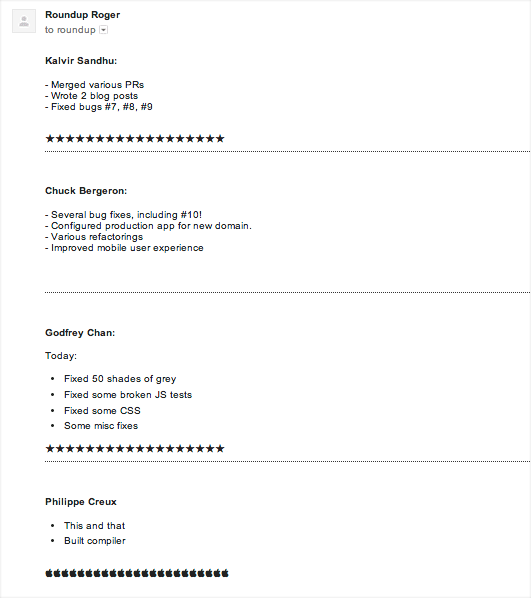 Roundup Roger
to roundup
Kalvir Sandhu:
- Merged various PRs
- Wrote 2 blog posts
- Fixed bugs #7, #8, #9
★★★★★★★★★★★★★★★★★★
Chuck Bergeron:
- Several bug fixes, including #10!
- Configured production app for new domain.
- Various refactorings
- Improved mobile user experience
Godfrey Chan:
Today:
• Fixed 50 shades of grey
• Fixed some broken JS tests
• Fixed some CSS
• Some misc fixes
★★★★★★★★★★★★★★★★★★
Philippe Creux
• This and that
• Built compiler